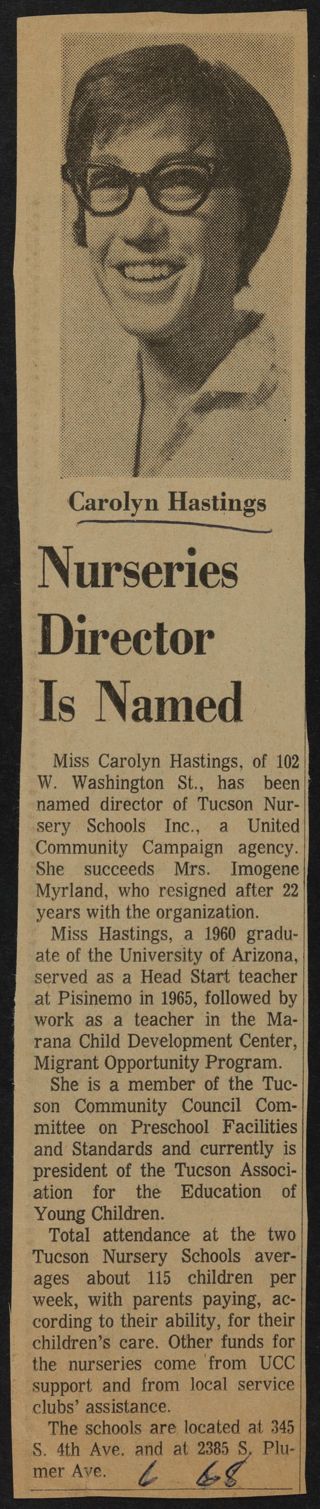 Carolyn Hastings
Nurseries
Director
Is Named
Miss Carolyn Hastings, of 102
W. Washington St., has been
named director of Tucson Nur-
sery Schools Inc., a United
Community Campaign agency.
She succeeds Mrs. Imogene
Myrland, who resigned after 22
years with the organization.
Miss Hastings, a 1960 gradu-
ate of the University of Arizona,
served as a Head Start teacher
at Pisinemo in 1965, followed by
work as a teacher in the Ma-
rana Child Development Center,
Migrant Opportunity Program.
She is a member of the Tuc-
son Community Council Com-
mittee on Preschool Facilities
and Standards and currently is
president of the Tucson Associ-
ation for the Education of
Young Children.
Total attendance at the two
Tucson Nursery Schools aver-
ages about 115 children per
week, with parents paying, ac-
cording to their ability, for their
children's care. Other funds for
the nurseries come from UCC
support and from local service
clubs' assistance.
The schools are located at 345
S. 4th Ave. and at 2385 S. Plu-
mer Ave. 6 68